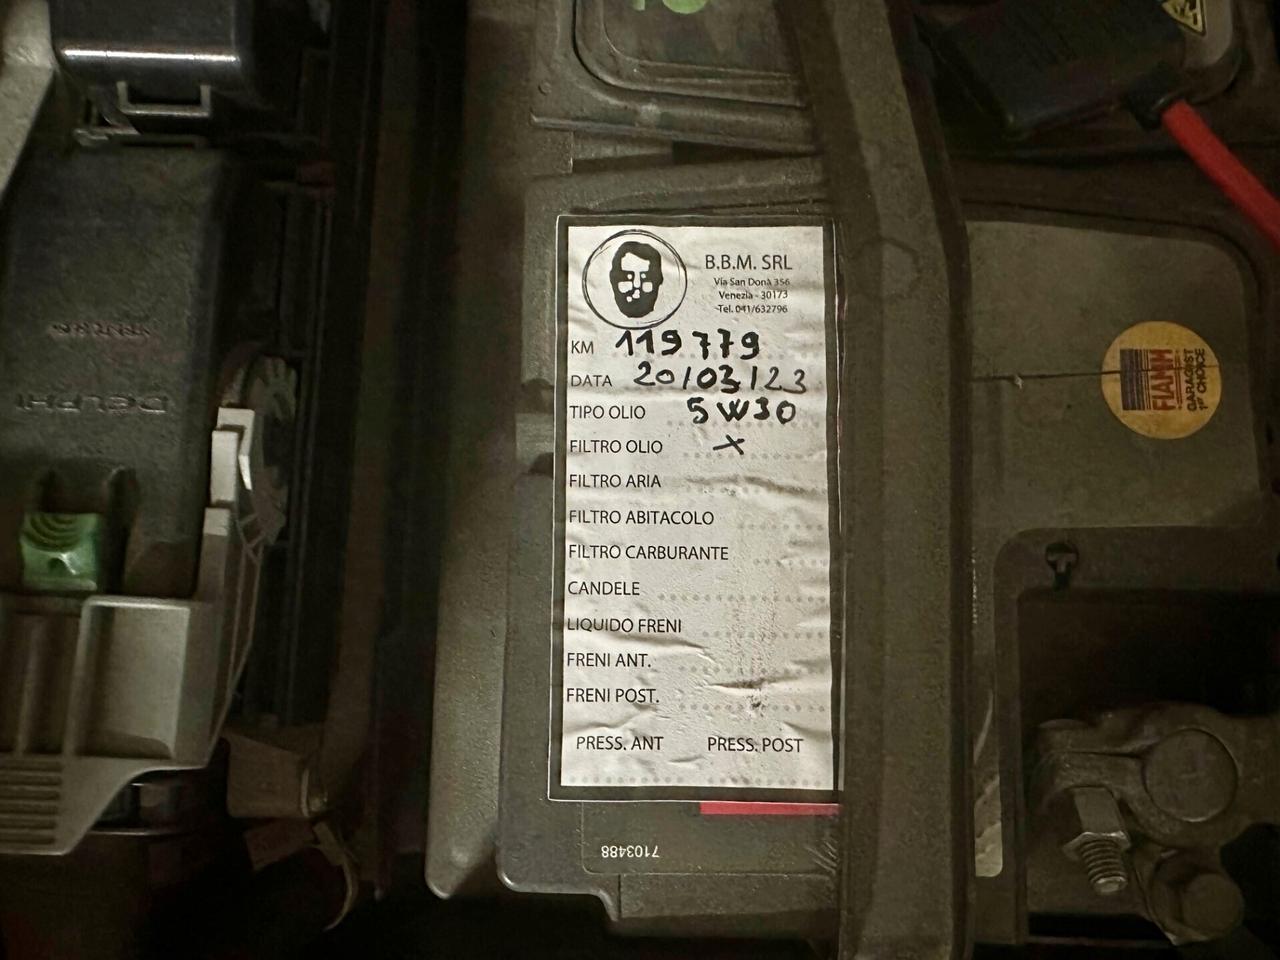 B.B.M. SRL
Via San Donà 356
Venezia - 30173
Tel. 041/632796
KM 119779
DATA 20/03/23
TIPO OLIO 5W30
FILTRO OLIO x
FILTRO ARIA
FILTRO ABITACOLO
FILTRO CARBURANTE
CANDELE
LIQUIDO FRENI
FRENI ANT.
FRENI POST.
PRESS. ANT PRESS. POST
7103488
DELPHI
FIAMM
GARAGIST
1st CHOICE